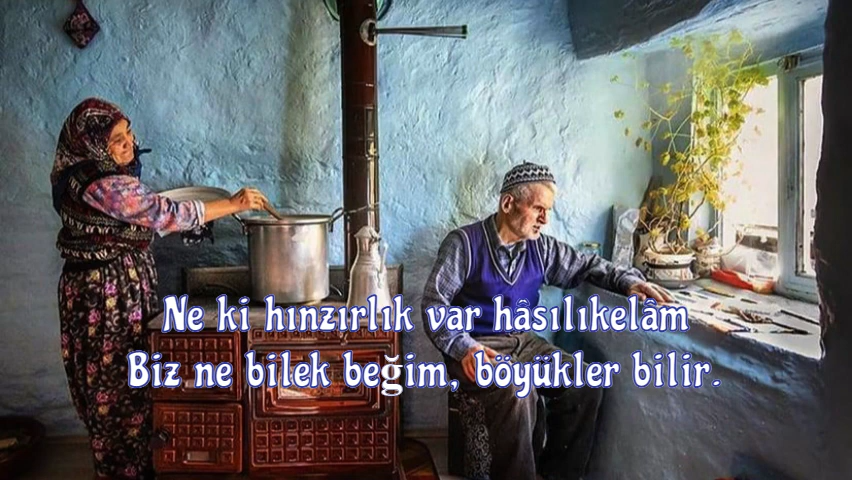 Ne ki hınzırlık var hâsılıkelâm
Biz ne bilek beğim, böyükler bilir.